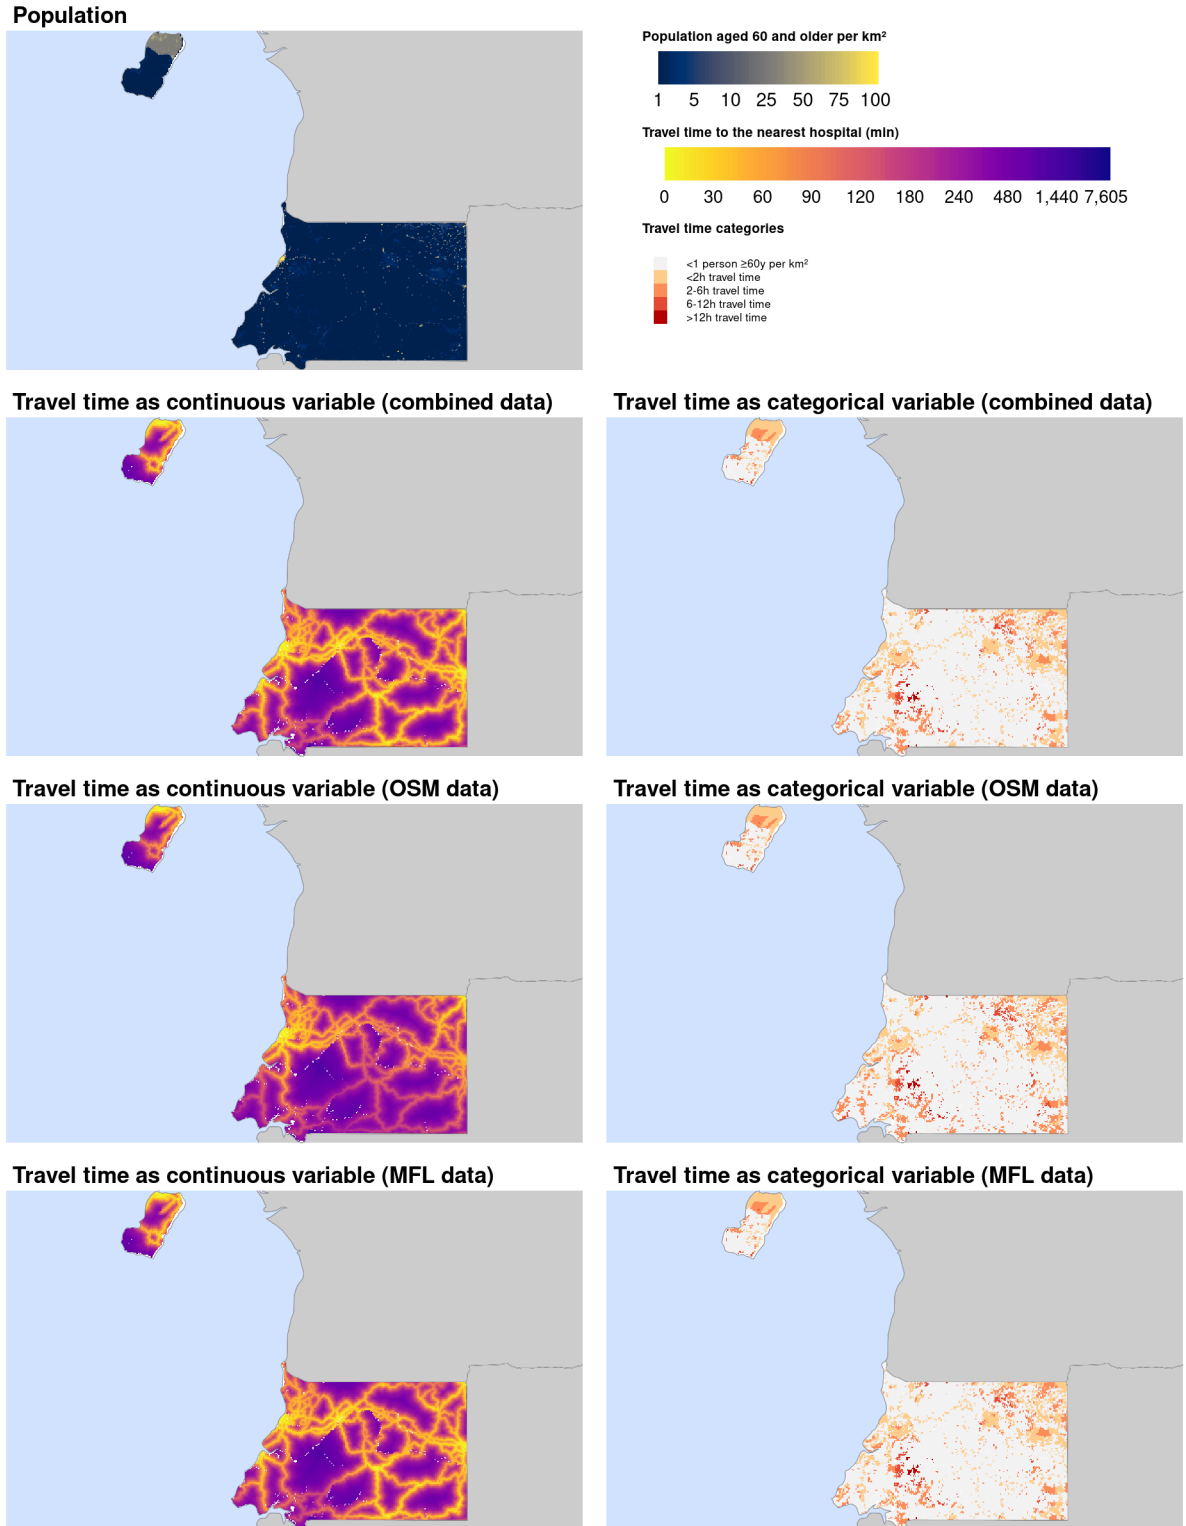 Population
Population aged 60 and older per km²
1 5 10 25 50 75 100
Travel time to the nearest hospital (min)
0 30 60 90 120 180 240 480 1,440 7,605
Travel time categories
<1 person ≥60y per km²
<2h travel time
2-6h travel time
6-12h travel time
>12h travel time
Travel time as continuous variable (combined data)
Travel time as categorical variable (combined data)
Travel time as continuous variable (OSM data)
Travel time as categorical variable (OSM data)
Travel time as continuous variable (MFL data)
Travel time as categorical variable (MFL data)